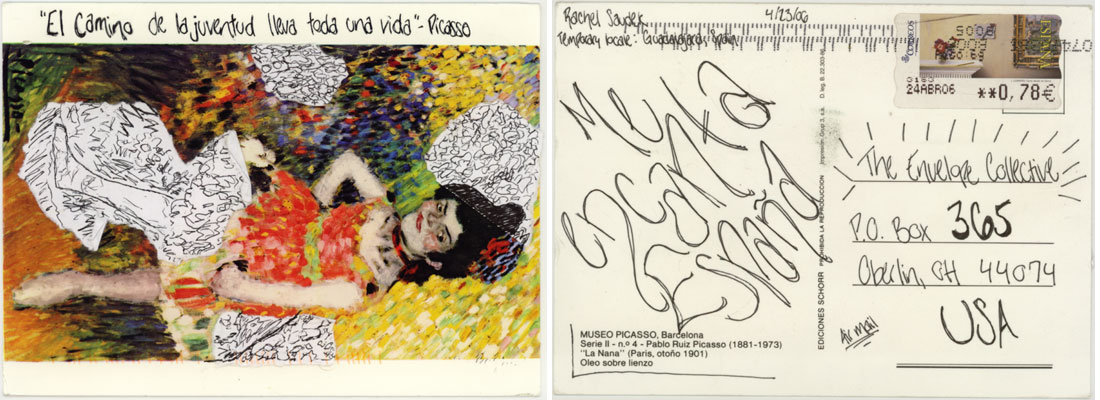 "El Camino de la juventud lleva toda una vida"-Picasso
4/23/06
Temporary locale: Guadalajara, Spain
Me
encanta
España
CORREOS
ESPAÑA
24ABR06
**0,78€
The Envelope Collective
P.O. Box 365
Oberlin, OH 44074
USA
Air Mail
EDICIONES SCHORR PROHIBIDA LA REPRODUCCION Impresión, Grup 3, s.a. D. leg. B. 22.303-
MUSEO PICASSO, Barcelona
Serie II - n.º 4 - Pablo Ruiz Picasso (1881-1973)
"La Nana" (Paris, otoño 1901)
Oleo sobre lienzo